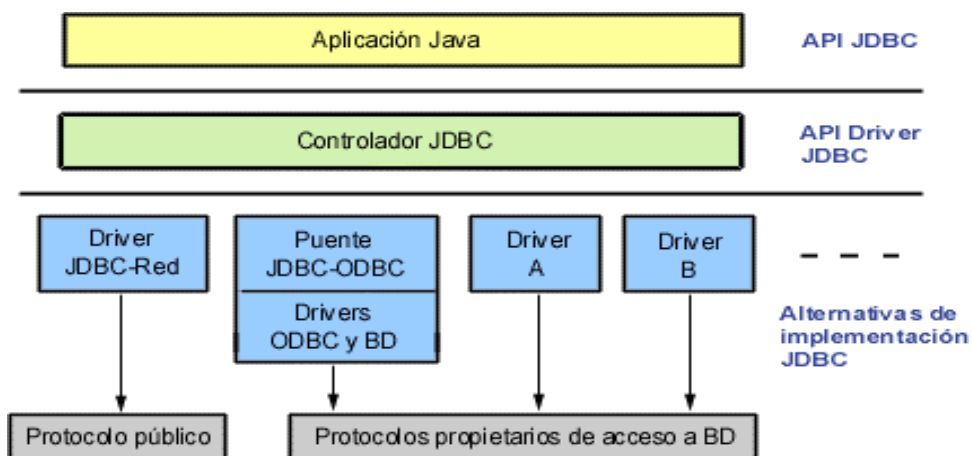 Aplicación Java
API JDBC
Controlador JDBC
API Driver
JDBC
Driver
JDBC-Red
Puente
JDBC-ODBC
Drivers
ODBC y BD
Driver
A
Driver
B
Alternativas de
implementación
JDBC
Protocolo público
Protocolos propietarios de acceso a BD